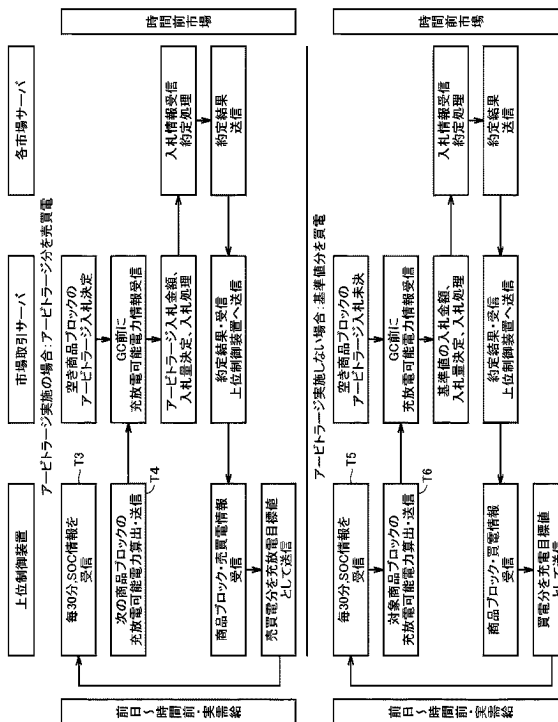 上位制御装置
市場取引サーバ
各市場サーバ
アービトラージ実施の場合:アービトラージ分を売買電
前日~時間前・実需給
毎30分、SOC情報を
受信
T3
次の商品ブロックの
充放電可能電力算出・送信
T4
商品ブロック・売買電情報
受信
売買電分を充放電目標値
として送信
空き商品ブロックの
アービトラージ入札決定
GC前に
充放電可能電力情報受信
アービトラージ入札金額、
入札量決定、入札処理
約定結果・受信
上位制御装置へ送信
入札情報受信
約定処理
約定結果
送信
時間前市場
アービトラージ実施しない場合:基準値分を買電
前日~時間前・実需給
毎30分、SOC情報を
受信
T5
対象商品ブロックの
充放電可能電力算出・送信
T6
商品ブロック・買電情報
受信
買電分を充電目標値
として送信
空き商品ブロックの
アービトラージ入札未決
GC前に
充放電可能電力情報受信
基準値の入札金額、
入札量決定、入札処理
約定結果・受信
上位制御装置へ送信
入札情報受信
約定処理
約定結果
送信
時間前市場